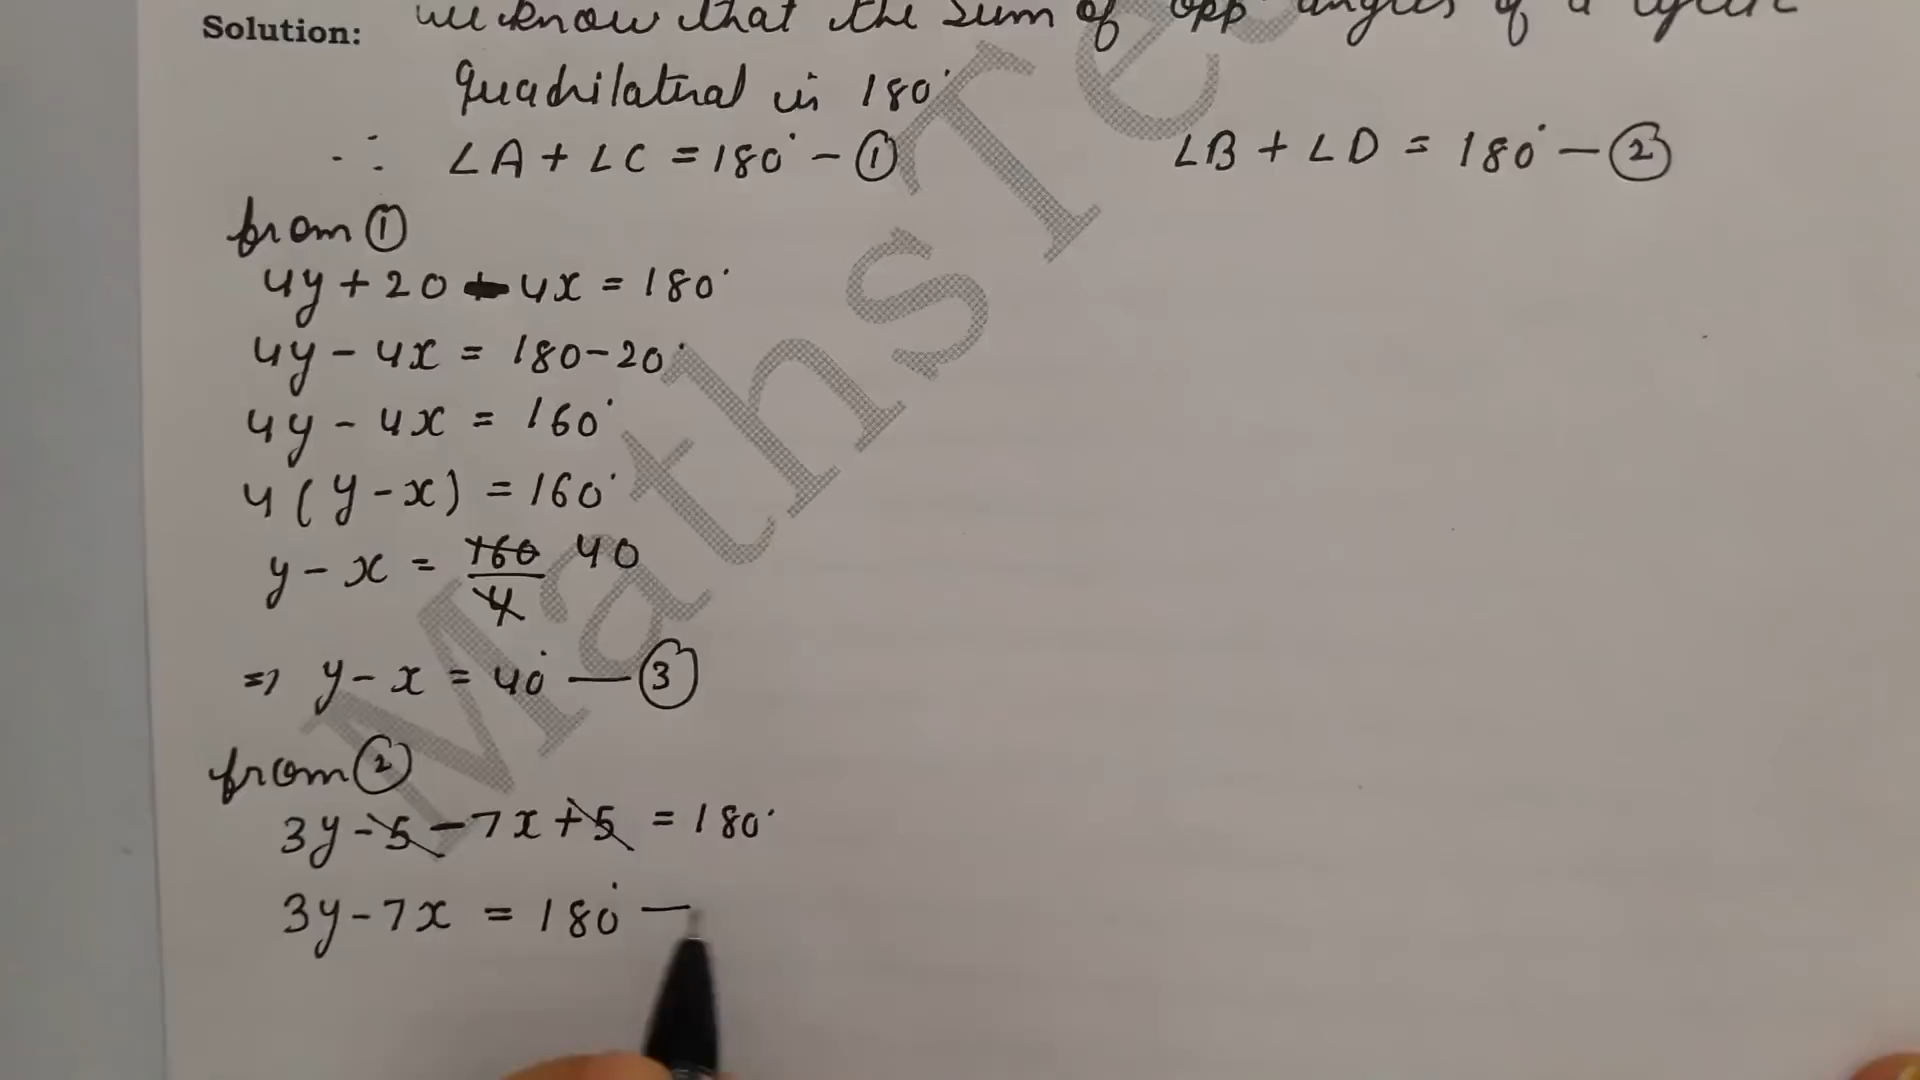 Solution: we know that the sum of opp angles of a cyclic
quadrilateral is 180°
∴ ∠A + ∠C = 180° - ① ∠B + ∠D = 180° - ②
from ①
4y + 20 - 4x = 180°
4y - 4x = 180 - 20°
4y - 4x = 160°
4 (y - x) = 160°
y - x = 160/4 40
⇒ y - x = 40° — ③
from ②
3y - 5 - 7x + 5 = 180°
3y - 7x = 180° —
MathsTe